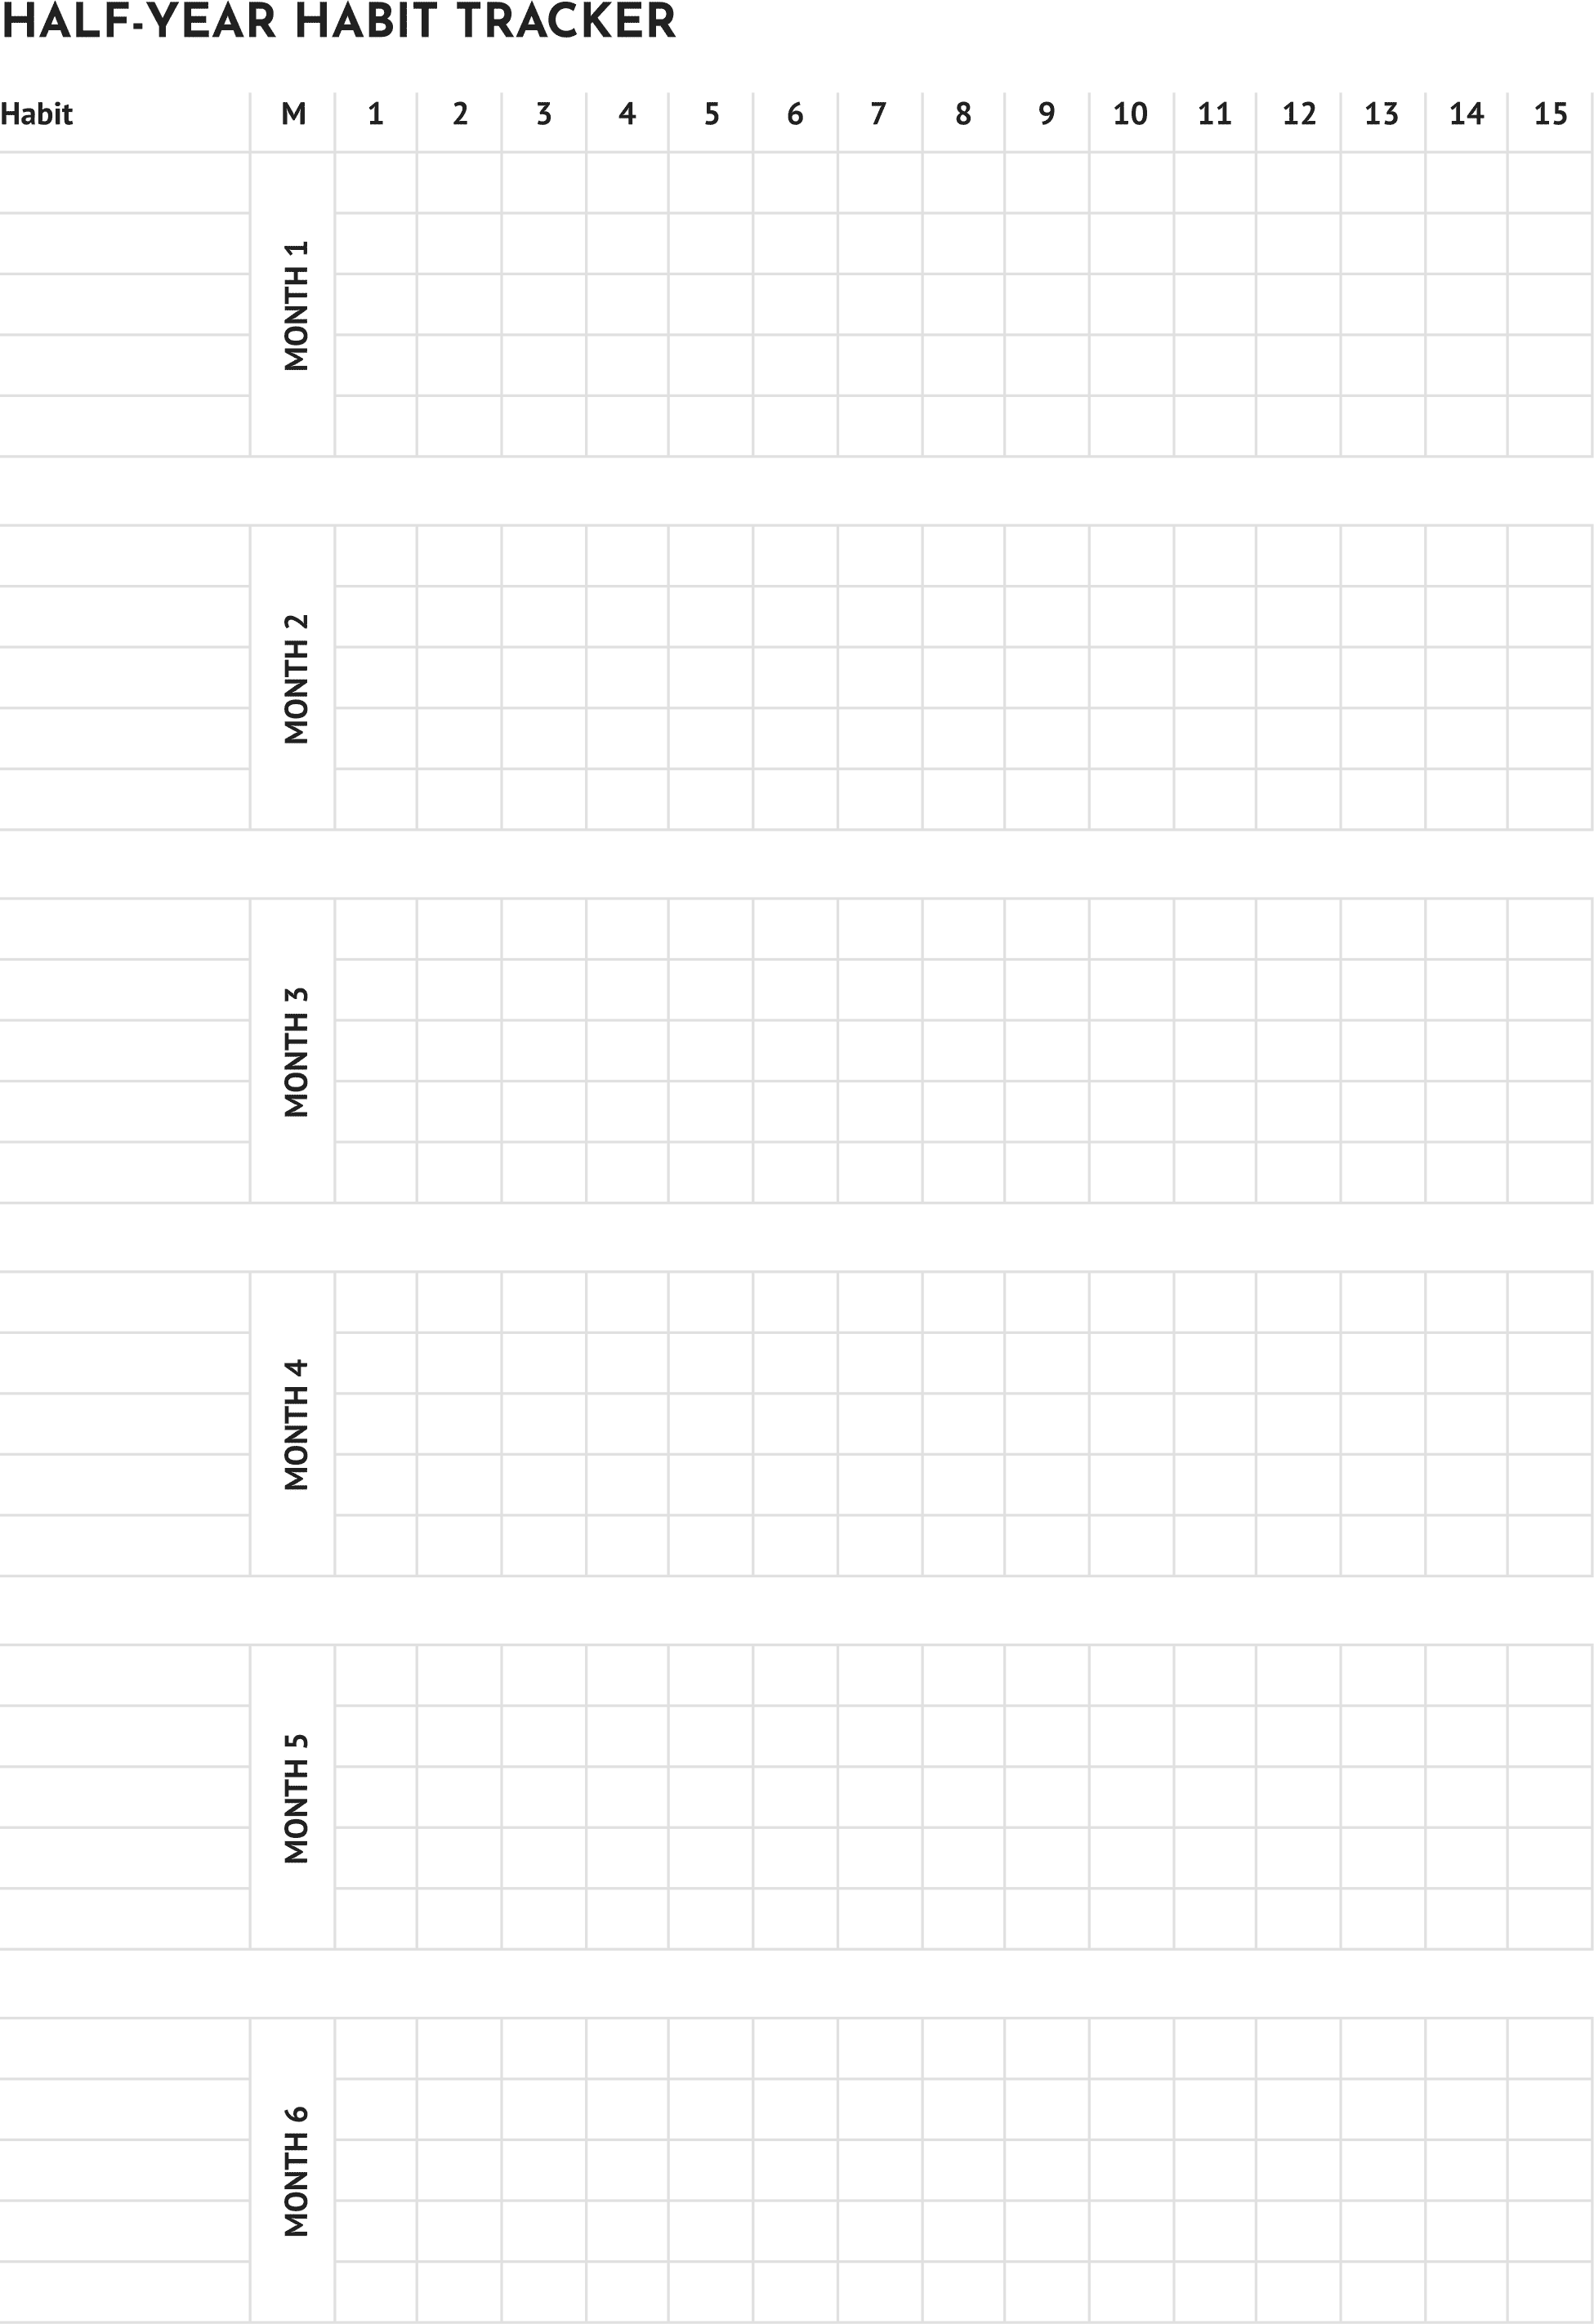 HALF-YEAR HABIT TRACKER
Habit M 1 2 3 4 5 6 7 8 9 10 11 12 13 14 15
MONTH 1
MONTH 2
MONTH 3
MONTH 4
MONTH 5
MONTH 6